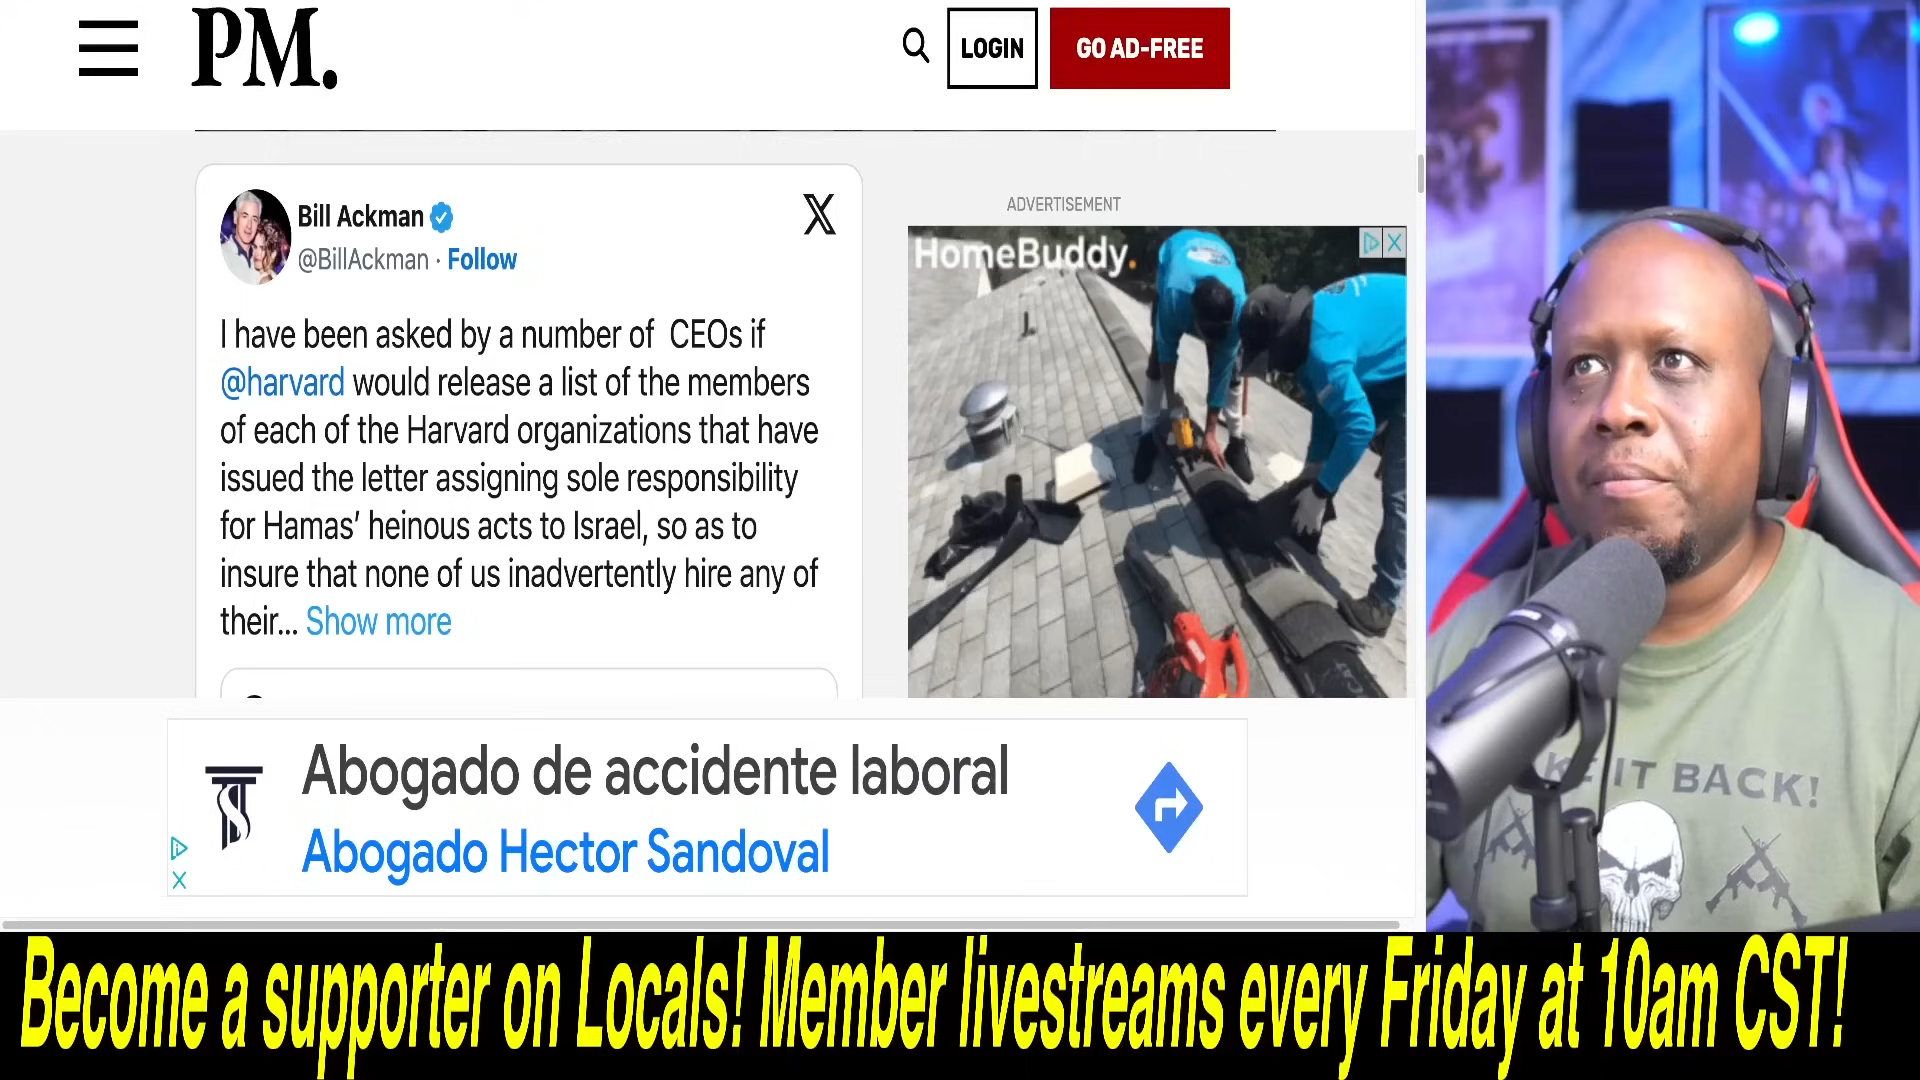 PM.
LOGIN
GO AD-FREE
Bill Ackman
@BillAckman · Follow
I have been asked by a number of CEOs if
@harvard would release a list of the members
of each of the Harvard organizations that have
issued the letter assigning sole responsibility
for Hamas’ heinous acts to Israel, so as to
insure that none of us inadvertently hire any of
their... Show more
ADVERTISEMENT
HomeBuddy.
Abogado de accidente laboral
Abogado Hector Sandoval
IT BACK!
Become a supporter on Locals! Member livestreams every Friday at 10am CST!